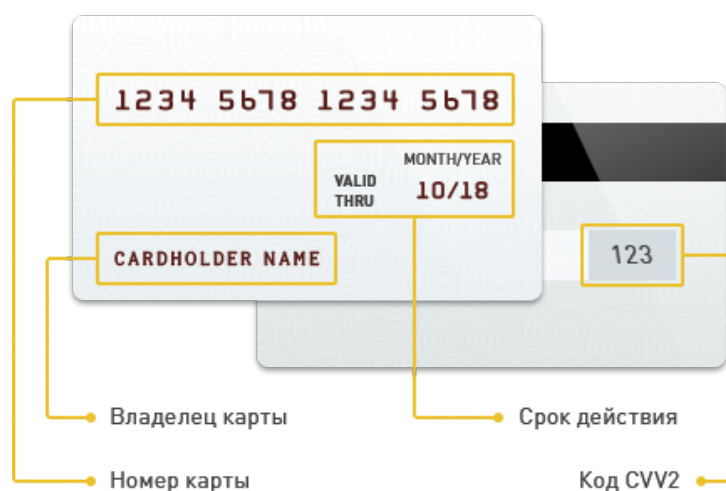 1234 5678 1234 5678
MONTH/YEAR
VALID
THRU
10/18
CARDHOLDER NAME
123
Владелец карты
Срок действия
Номер карты
Код CVV2